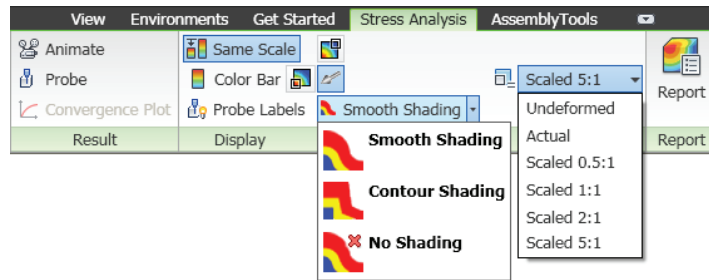 View Environments Get Started Stress Analysis AssemblyTools
Animate Same Scale
Probe Color Bar Scaled 5:1 Report
Convergence Plot Probe Labels Smooth Shading Undeformed
Result Display Smooth Shading Actual Report
Scaled 0.5:1
Contour Shading Scaled 1:1
Scaled 2:1
No Shading Scaled 5:1